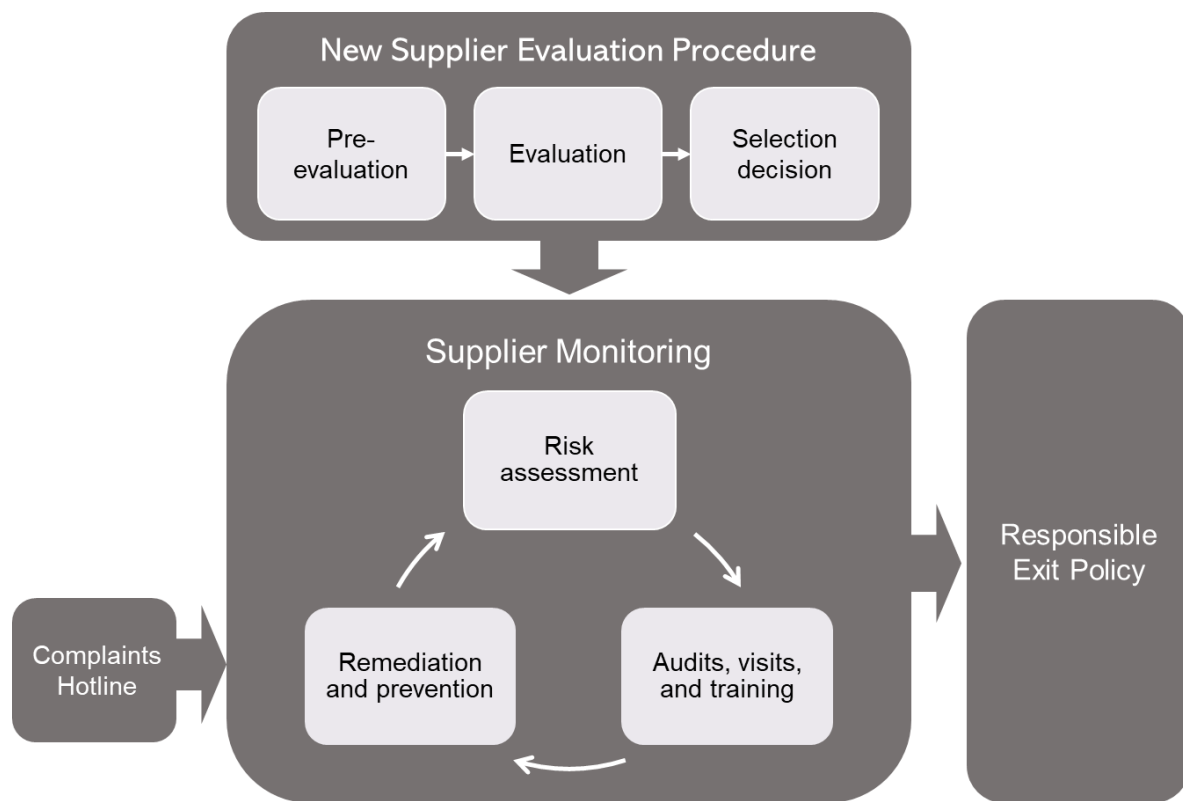 New Supplier Evaluation Procedure
Pre-
evaluation
Evaluation
Selection
decision
Supplier Monitoring
Risk
assessment
Responsible
Exit Policy
Complaints
Hotline
Remediation
and prevention
Audits, visits,
and training